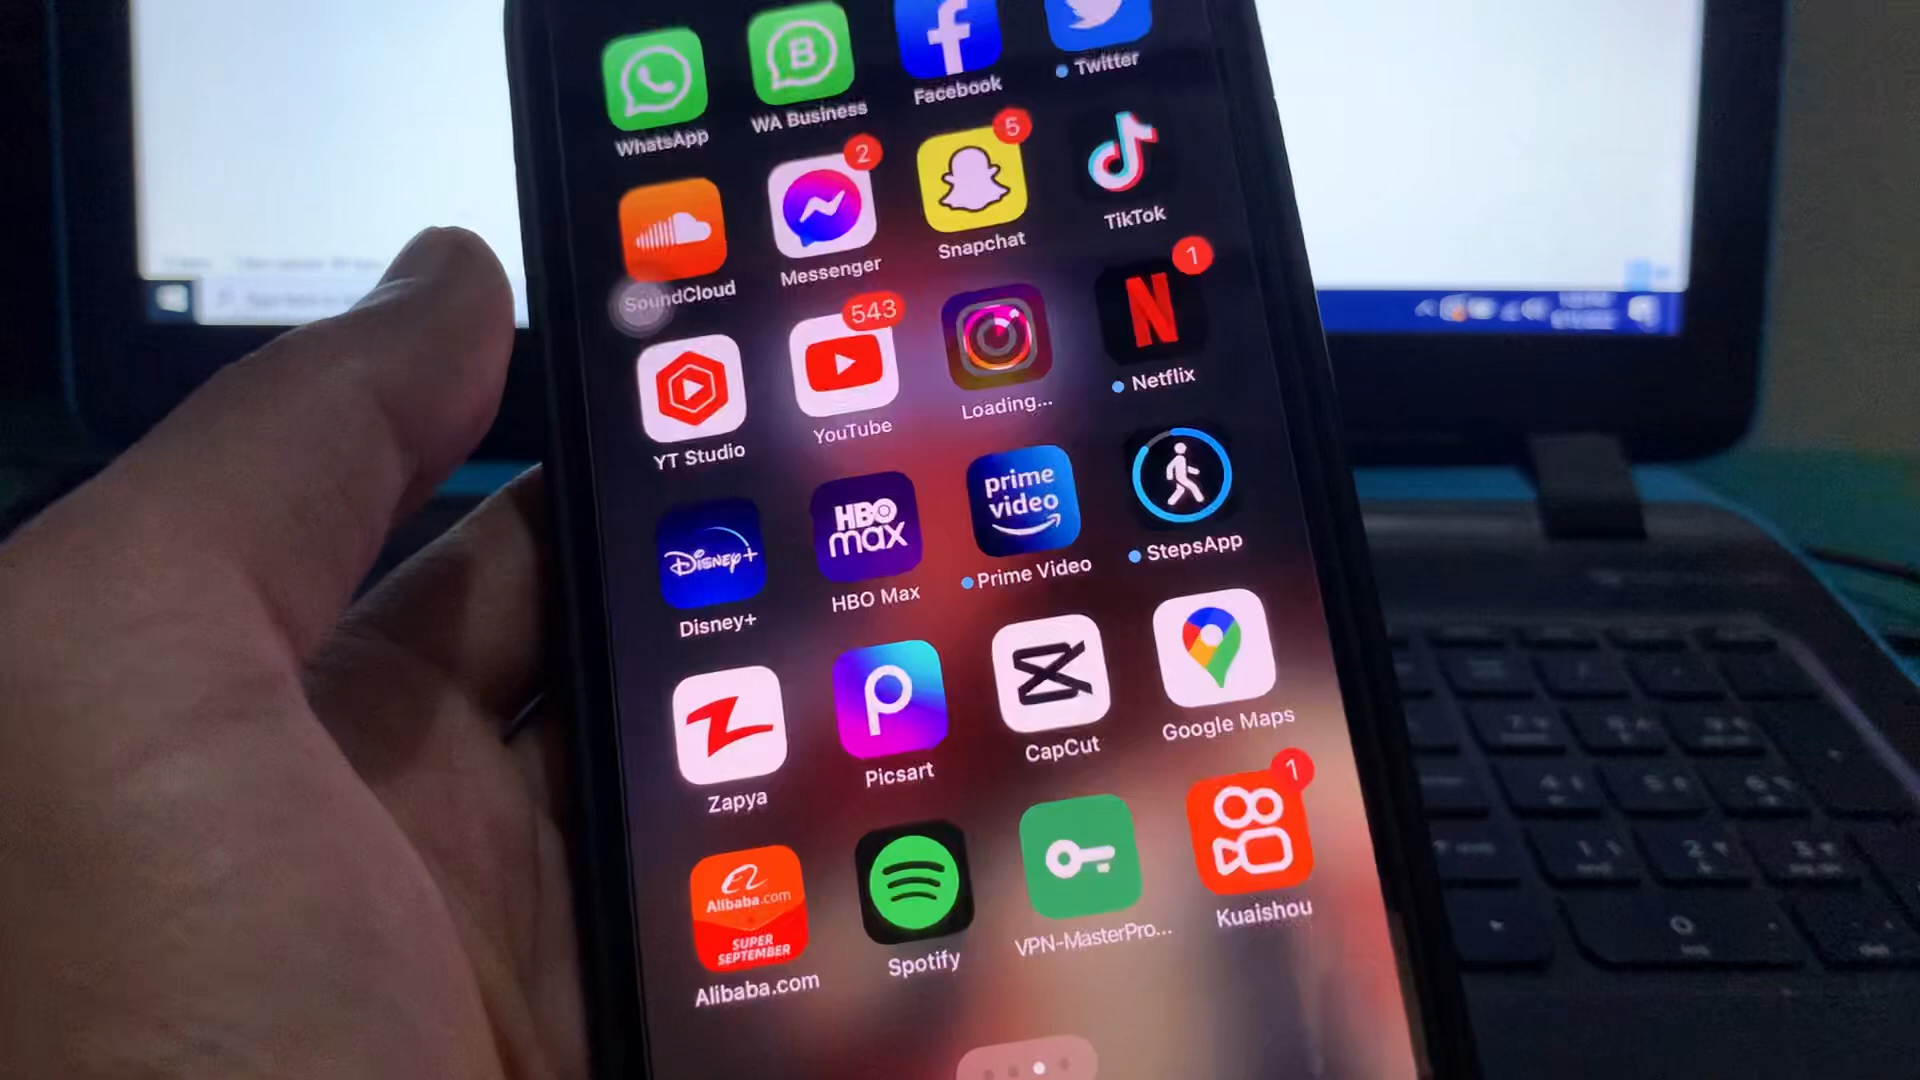 WhatsApp
B
WA Business
f
Facebook
Twitter
SoundCloud
2
Messenger
5
Snapchat
TikTok
YT Studio
543
YouTube
Loading...
1
N
Netflix
Disney+
Disney+
HBO
max
HBO Max
prime
video
Prime Video
StepsApp
Zapya
P
Picsart
CapCut
Google Maps
Alibaba.com
SUPER
SEPTEMBER
Alibaba.com
Spotify
VPN-MasterPro...
1
Kuaishou